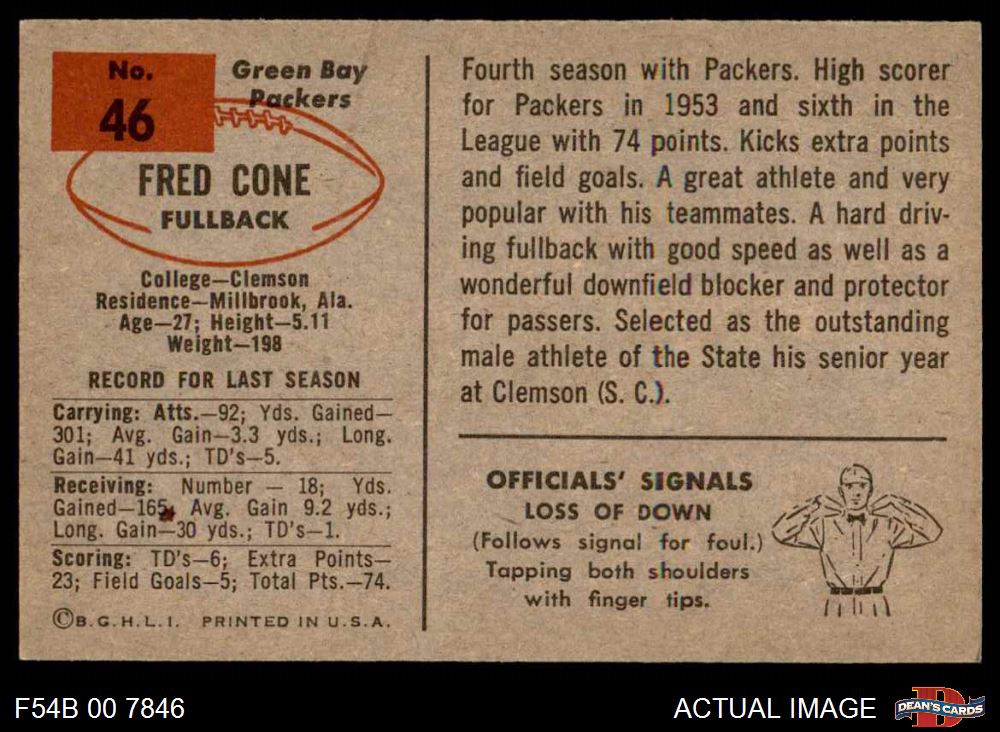 No.
46
Green Bay
Packers
FRED CONE
FULLBACK
College—Clemson
Residence—Millbrook, Ala.
Age—27; Height—5.11
Weight—198
RECORD FOR LAST SEASON
Carrying: Atts.—92; Yds. Gained—
301; Avg. Gain—3.3 yds.; Long.
Gain—41 yds.; TD's—5.
Receiving: Number — 18; Yds.
Gained—165; Avg. Gain 9.2 yds.;
Long. Gain—30 yds.; TD's—1.
Scoring: TD's—6; Extra Points—
23; Field Goals—5; Total Pts.—74.
©B.G.H.L.I. PRINTED IN U.S.A.
Fourth season with Packers. High scorer
for Packers in 1953 and sixth in the
League with 74 points. Kicks extra points
and field goals. A great athlete and very
popular with his teammates. A hard driv-
ing fullback with good speed as well as a
wonderful downfield blocker and protector
for passers. Selected as the outstanding
male athlete of the State his senior year
at Clemson (S. C.).
OFFICIALS' SIGNALS
LOSS OF DOWN
(Follows signal for foul.)
Tapping both shoulders
with finger tips.
F54B 00 7846
ACTUAL IMAGE
D
DEAN'S CARDS